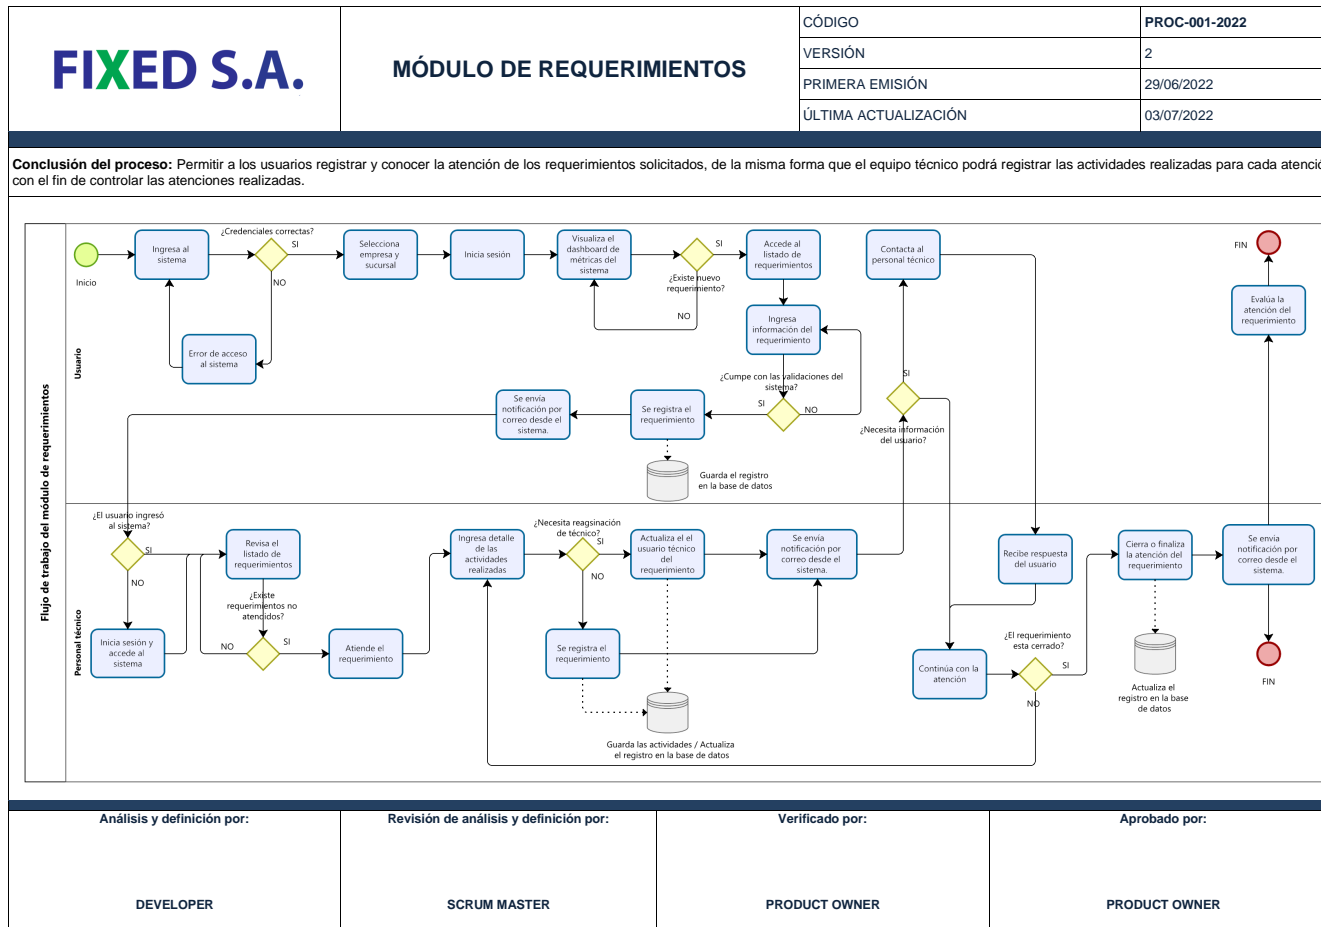 FIXED S.A.
MÓDULO DE REQUERIMIENTOS
CÓDIGO
PROC-001-2022
VERSIÓN
2
PRIMERA EMISIÓN
29/06/2022
ÚLTIMA ACTUALIZACIÓN
03/07/2022
Conclusión del proceso: Permitir a los usuarios registrar y conocer la atención de los requerimientos solicitados, de la misma forma que el equipo técnico podrá registrar las actividades realizadas para cada atenció
con el fin de controlar las atenciones realizadas.
Flujo de trabajo del módulo de requerimientos
Usuario
Inicio
Ingresa al
sistema
¿Credenciales correctas?
SI
NO
Error de acceso
al sistema
Selecciona
empresa y
sucursal
Inicia sesión
Visualiza el
dashboard de
métricas del
sistema
¿Existe nuevo
requerimiento?
SI
NO
Accede al
listado de
requerimientos
Ingresa
información del
requerimiento
¿Cumpe con las validaciones del
sistema?
SI
NO
Se registra el
requerimiento
Guarda el registro
en la base de datos
Se envía
notificación por
correo desde el
sistema.
Contacta al
personal técnico
SI
¿Necesita información
del usuario?
FIN
Evalúa la
atención del
requerimiento
Personal técnico
¿El usuario ingresó
al sistema?
SI
NO
Inicia sesión y
accede al
sistema
Revisa el
listado de
requerimientos
¿Existe
requerimientos no
atendidos?
NO
SI
Atiende el
requerimiento
Ingresa detalle
de las
actividades
realizadas
¿Necesita reagsinación
de técnico?
SI
NO
Actualiza el el
usuario técnico
del requerimiento
Se registra el
requerimiento
Guarda las actividades / Actualiza
el registro en la base de datos
Se envía
notificación por
correo desde el
sistema.
Recibe respuesta
del usuario
Continúa con la
atención
¿El requerimiento
esta cerrado?
SI
NO
Cierra o finaliza
la atención del
requerimiento
Actualiza el
registro en la base
de datos
Se envía
notificación por
correo desde el
sistema.
FIN
Análisis y definición por:
Revisión de análisis y definición por:
Verificado por:
Aprobado por:
DEVELOPER
SCRUM MASTER
PRODUCT OWNER
PRODUCT OWNER